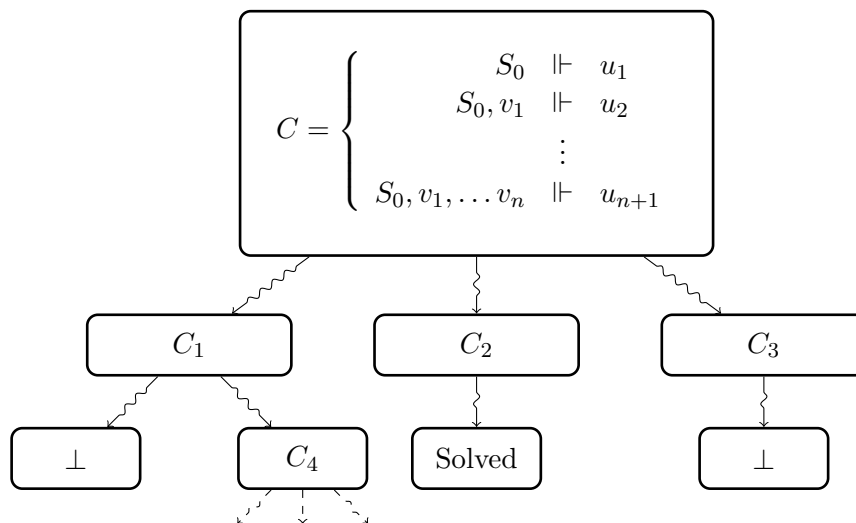 S₀ ⊩ u₁
S₀, v₁ ⊩ u₂
C = {
⋮
S₀, v₁, … vₙ ⊩ uₙ₊₁
C₁ C₂ C₃
⊥ C₄ Solved ⊥